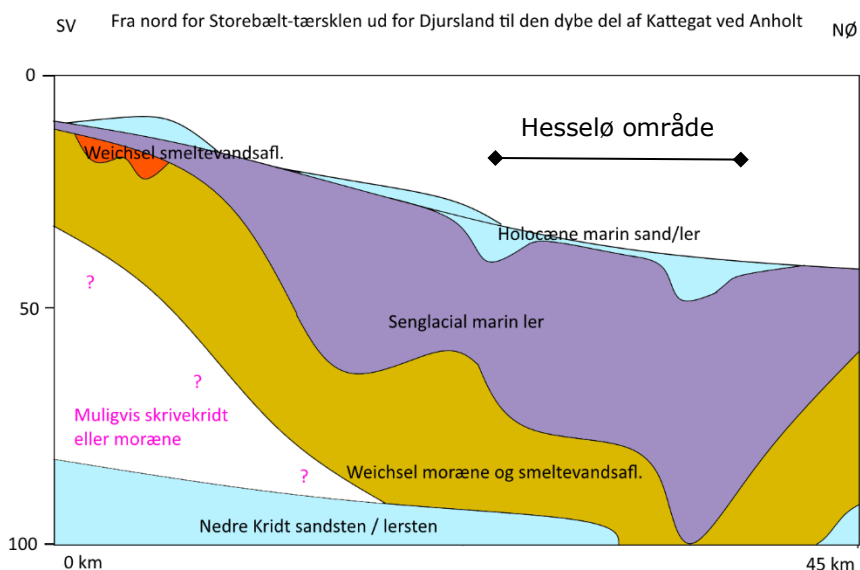 Fra nord for Storebælt-tærsklen ud for Djursland til den dybe del af Kattegat ved Anholt
SV
NØ
0
Hesselø område
Weichsel smeltevandsafl.
Holocæne marin sand/ler
?
50
Senglacial marin ler
?
Muligvis skrivekridt
eller moræne
?
Weichsel moræne og smeltevandsafl.
Nedre Kridt sandsten / lersten
100
0 km
45 km